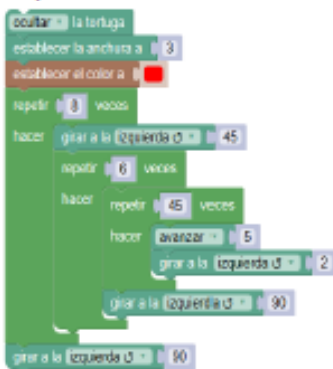 ocultar la tortuga
establecer la anchura a 3
establecer el color a
repetir 8 veces
hacer girar a la izquierda ↺ 45
repetir 6 veces
hacer repetir 45 veces
hacer avanzar 5
girar a la izquierda ↺ 2
girar a la izquierda ↺ 90
girar a la izquierda ↺ 90